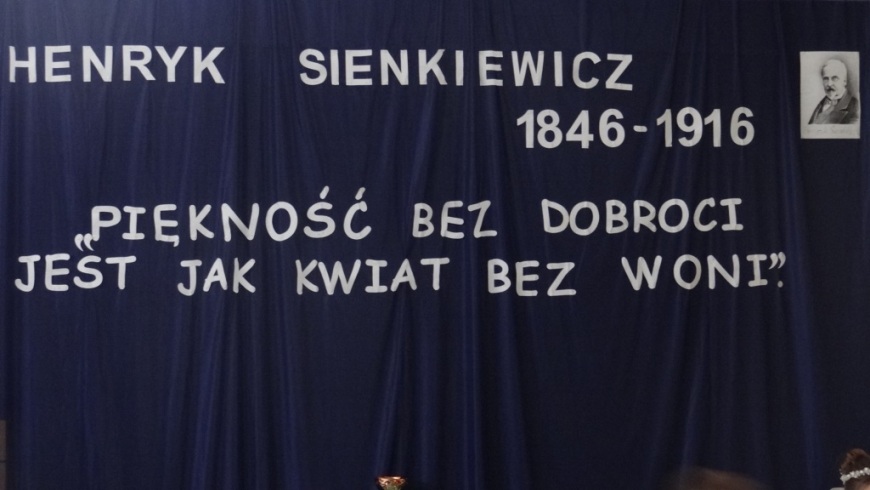 HENRYK SIENKIEWICZ
1846-1916
„PIĘKNOŚĆ BEZ DOBROCI
JEST JAK KWIAT BEZ WONI”.